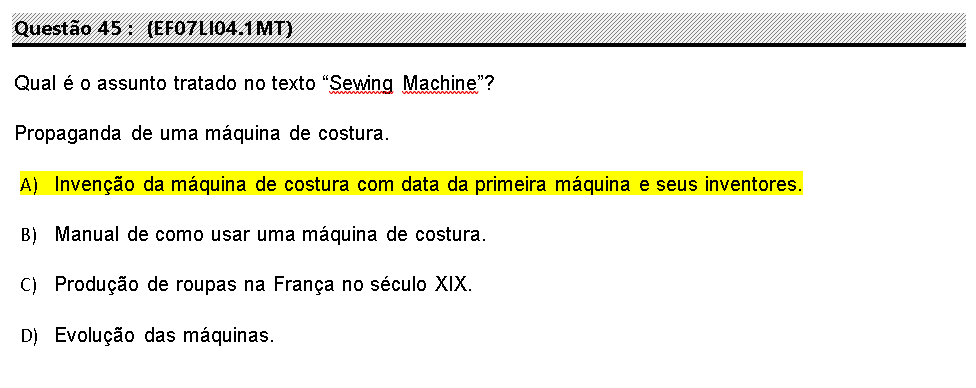 Questão 45 : (EF07LI04.1MT)
Qual é o assunto tratado no texto “Sewing Machine”?
Propaganda de uma máquina de costura.
A) Invenção da máquina de costura com data da primeira máquina e seus inventores.
B) Manual de como usar uma máquina de costura.
C) Produção de roupas na França no século XIX.
D) Evolução das máquinas.